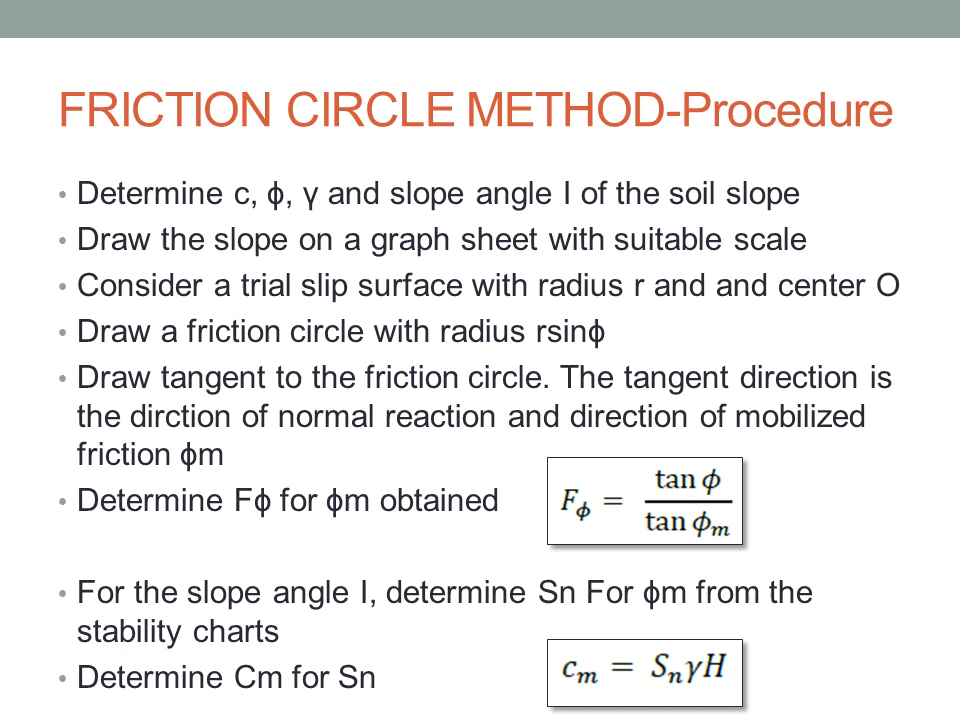 FRICTION CIRCLE METHOD-Procedure
• Determine c, ϕ, γ and slope angle I of the soil slope
• Draw the slope on a graph sheet with suitable scale
• Consider a trial slip surface with radius r and and center O
• Draw a friction circle with radius rsinϕ
• Draw tangent to the friction circle. The tangent direction is
the dirction of normal reaction and direction of mobilized
friction ϕm
• Determine Fϕ for ϕm obtained
F_ϕ = tan ϕ / tan ϕ_m
• For the slope angle I, determine Sn For ϕm from the
stability charts
• Determine Cm for Sn
c_m = S_nγH